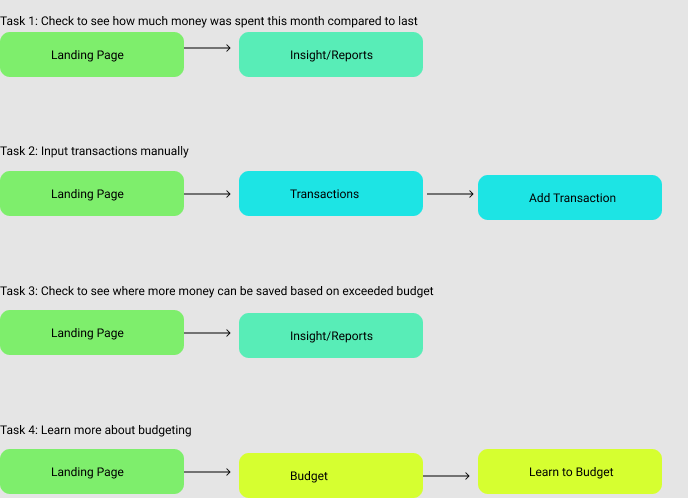 Task 1: Check to see how much money was spent this month compared to last
Landing Page
Insight/Reports
Task 2: Input transactions manually
Landing Page
Transactions
Add Transaction
Task 3: Check to see where more money can be saved based on exceeded budget
Landing Page
Insight/Reports
Task 4: Learn more about budgeting
Landing Page
Budget
Learn to Budget